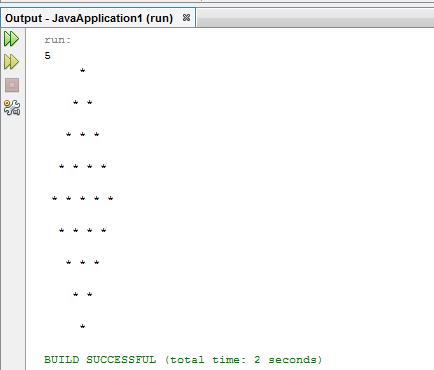 Output - JavaApplication1 (run)
run:
5
     *
    * *
   * * *
  * * * *
 * * * * *
  * * * *
   * * *
    * *
     *
BUILD SUCCESSFUL (total time: 2 seconds)